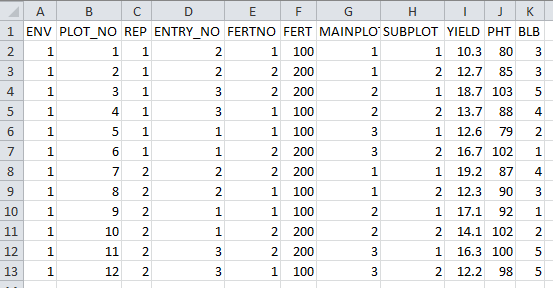 A B C D E F G H I J K
1 ENV PLOT_NO REP ENTRY_NO FERTNO FERT MAINPLOT SUBPLOT YIELD PHT BLB
2 1 1 1 2 1 100 1 1 10.3 80 3
3 1 2 1 2 2 200 1 2 12.7 85 3
4 1 3 1 3 2 200 2 1 18.7 103 5
5 1 4 1 3 1 100 2 2 13.7 88 4
6 1 5 1 1 1 100 3 1 12.6 79 2
7 1 6 1 1 2 200 3 2 16.7 102 1
8 1 7 2 2 2 200 1 1 19.2 87 4
9 1 8 2 2 1 100 1 2 12.3 90 3
10 1 9 2 1 1 100 2 1 17.1 92 1
11 1 10 2 1 2 200 2 2 14.1 102 2
12 1 11 2 3 2 200 3 1 16.3 100 5
13 1 12 2 3 1 100 3 2 12.2 98 5